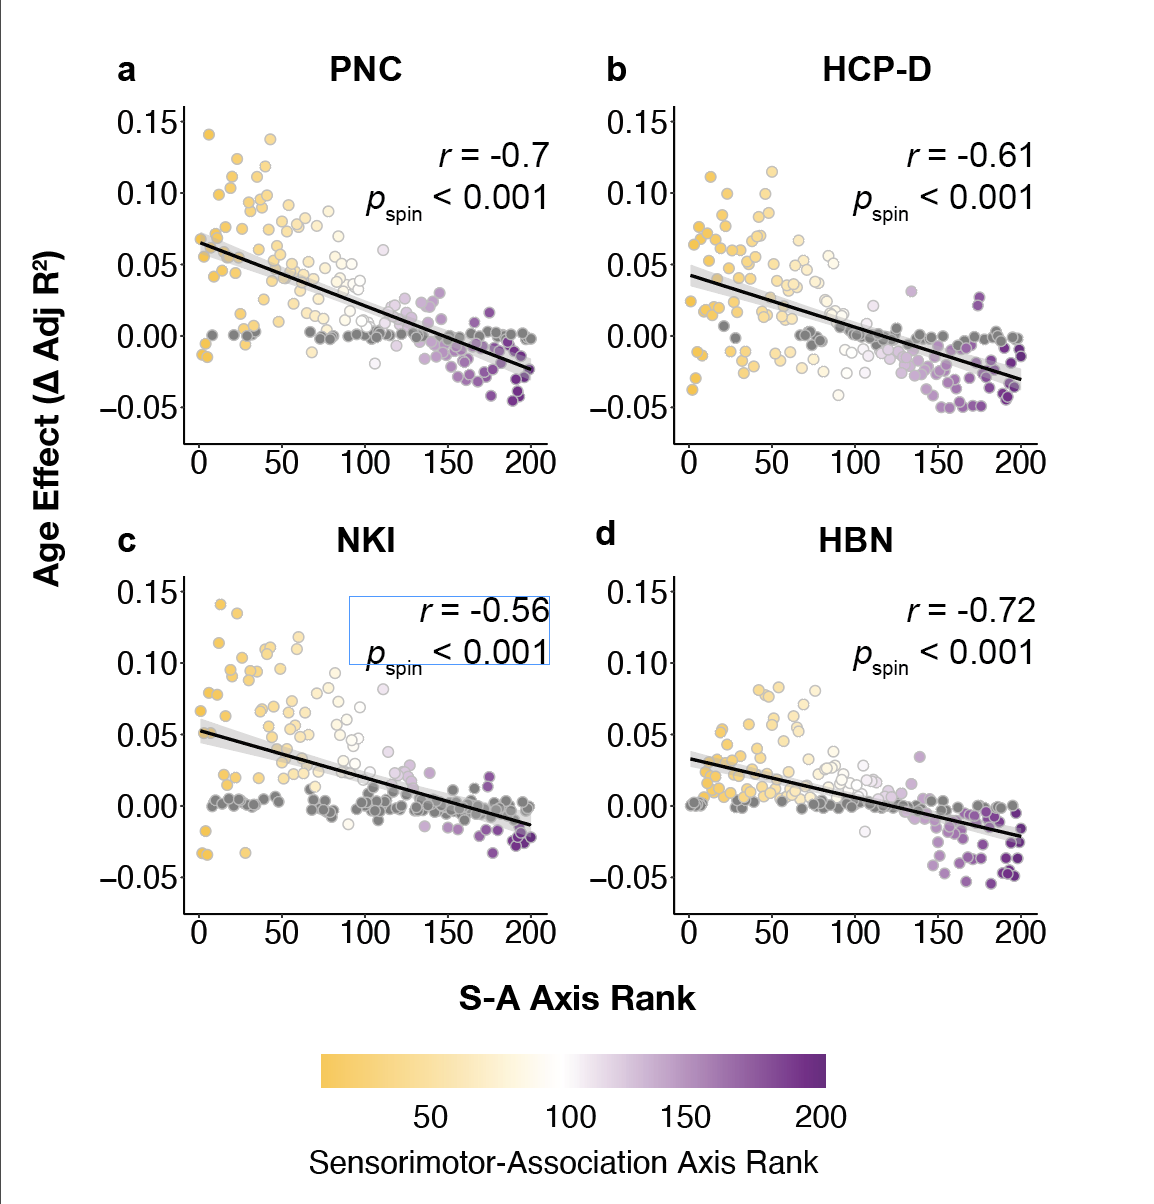 a PNC
0.15
0.10
0.05
0.00
−0.05
r = -0.7
pspin < 0.001
0 50 100 150 200
b HCP-D
0.15
0.10
0.05
0.00
−0.05
r = -0.61
pspin < 0.001
0 50 100 150 200
Age Effect (Δ Adj R²)
c NKI
0.15
0.10
0.05
0.00
−0.05
r = -0.56
pspin < 0.001
0 50 100 150 200
d HBN
0.15
0.10
0.05
0.00
−0.05
r = -0.72
pspin < 0.001
0 50 100 150 200
S-A Axis Rank
50 100 150 200
Sensorimotor-Association Axis Rank